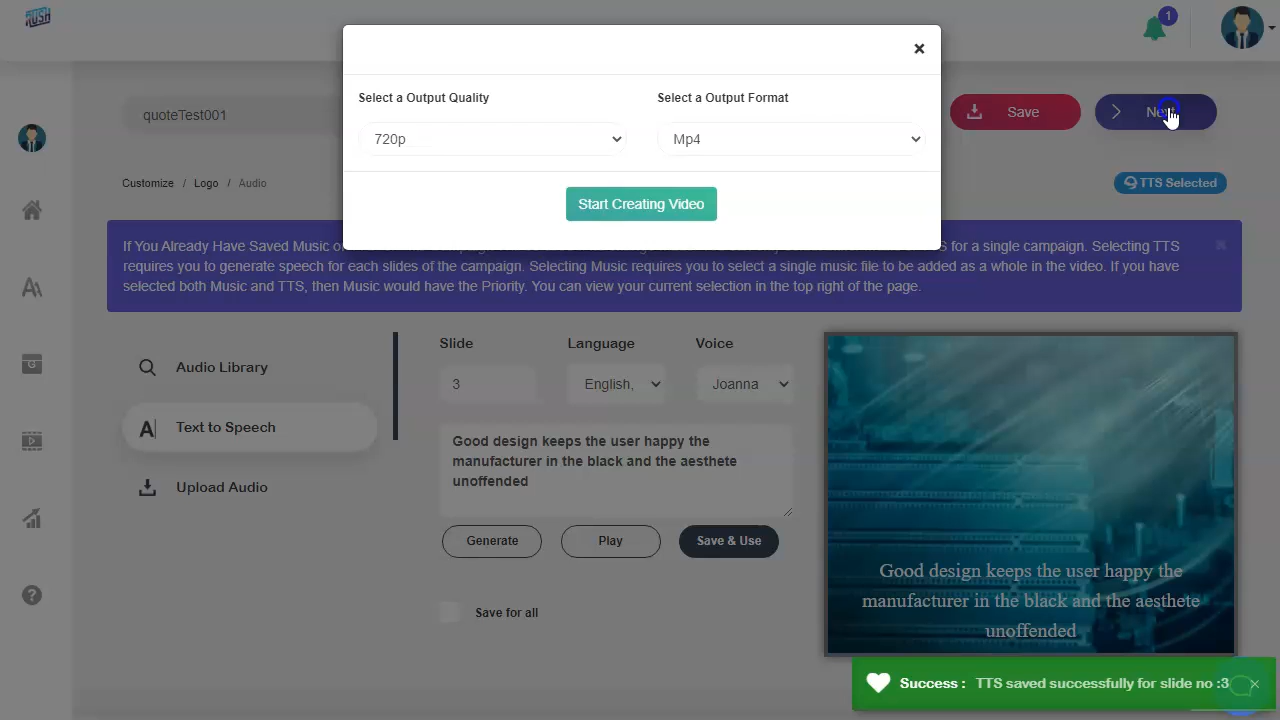 RUSH
1
×
Select a Output Quality
Select a Output Format
720p
Mp4
Start Creating Video
quoteTest001
Save
Customize / Logo / Audio
TTS Selected
If You Already Have Saved Music
S for a single campaign. Selecting TTS
requires you to generate speech for each slides of the campaign. Selecting Music requires you to select a single music file to be added as a whole in the video. If you have
selected both Music and TTS, then Music would have the Priority. You can view your current selection in the top right of the page.
Audio Library
Text to Speech
Upload Audio
Slide
Language
Voice
3
English,
Joanna
Good design keeps the user happy the
manufacturer in the black and the aesthete
unoffended
Generate
Play
Save & Use
Save for all
Good design keeps the user happy the
manufacturer in the black and the aesthete
unoffended
Success : TTS saved successfully for slide no :3